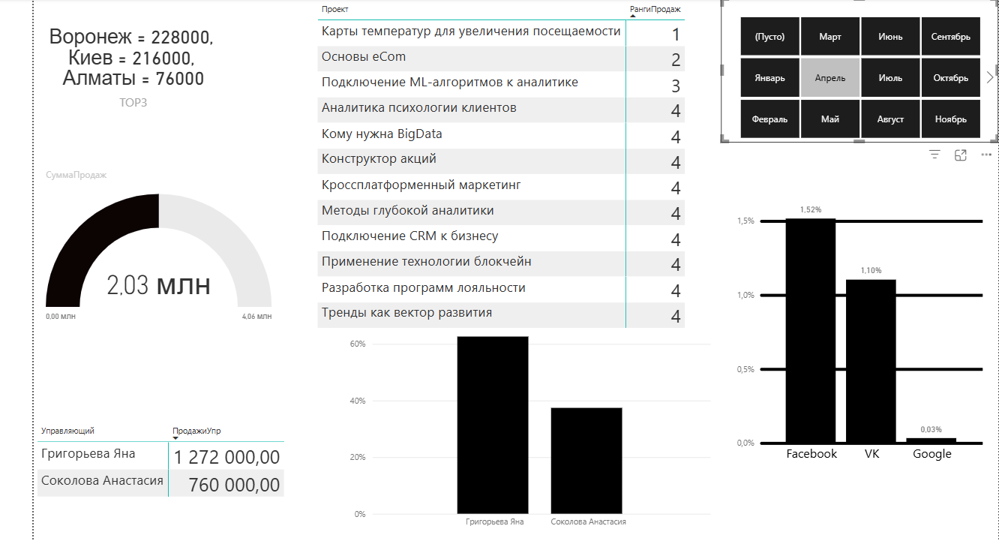 Воронеж = 228000,
Киев = 216000,
Алматы = 76000
TOP3
СуммаПродаж
2,03 млн
0,00 млн
4,06 млн
Управляющий ПродажиУпр
Григорьева Яна 1 272 000,00
Соколова Анастасия 760 000,00
Проект РангиПродаж
Карты температур для увеличения посещаемости 1
Основы eCom 2
Подключение ML-алгоритмов к аналитике 3
Аналитика психологии клиентов 4
Кому нужна BigData 4
Конструктор акций 4
Кроссплатформенный маркетинг 4
Методы глубокой аналитики 4
Подключение CRM к бизнесу 4
Применение технологии блокчейн 4
Разработка программ лояльности 4
Тренды как вектор развития 4
60%
40%
20%
0%
Григорьева Яна Соколова Анастасия
(Пусто) Март Июнь Сентябрь
Январь Апрель Июль Октябрь
Февраль Май Август Ноябрь
1,52%
1,5%
1,10%
1,0%
0,5%
0,03%
0,0%
Facebook VK Google